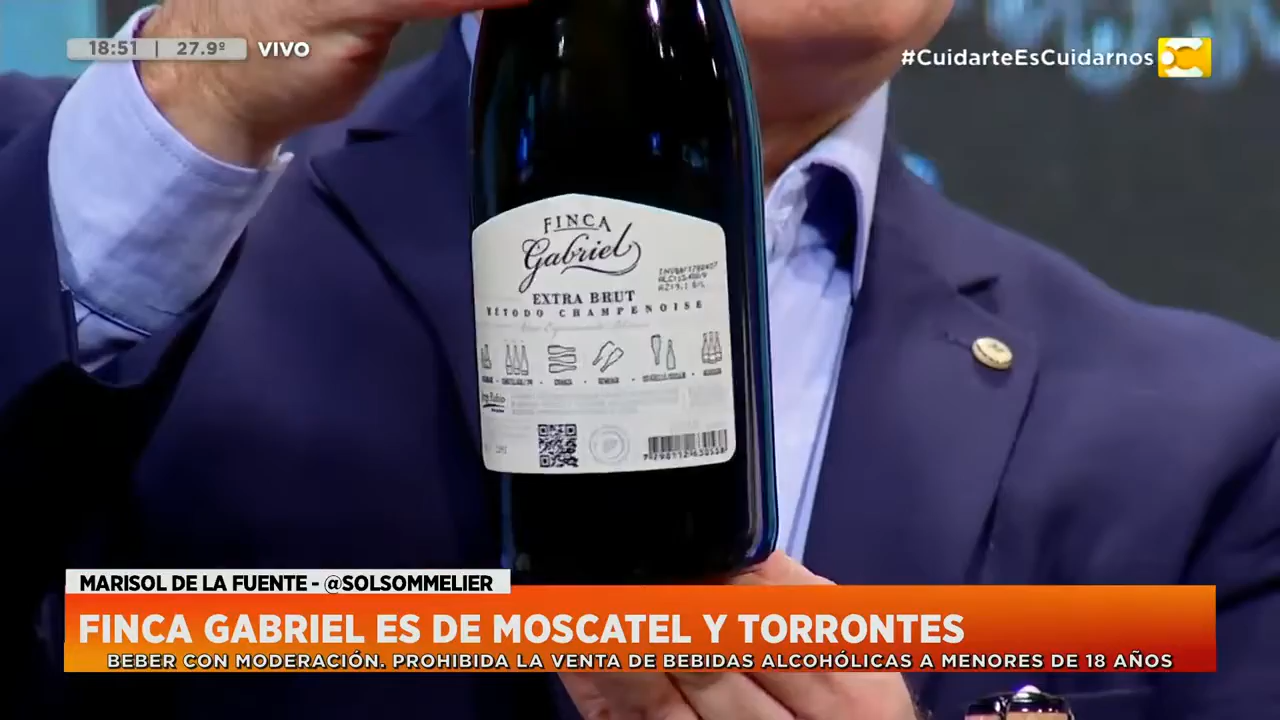 18:51 | 27.9º VIVO
#CuidarteEsCuidarnos
FINCA
Gabriel
EXTRA BRUT
MÉTODO CHAMPENOISE
MARISOL DE LA FUENTE - @SOLSOMMELIER
FINCA GABRIEL ES DE MOSCATEL Y TORRONTES
BEBER CON MODERACIÓN. PROHIBIDA LA VENTA DE BEBIDAS ALCOHÓLICAS A MENORES DE 18 AÑOS